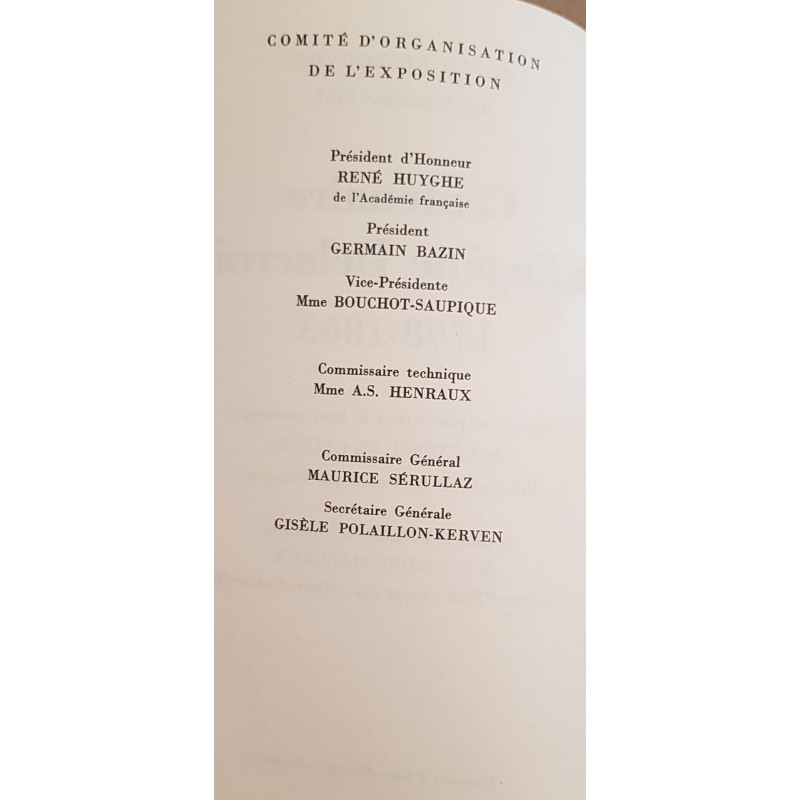 COMITÉ D'ORGANISATION
DE L'EXPOSITION
Président d'Honneur
RENÉ HUYGHE
de l'Académie française
Président
GERMAIN BAZIN
Vice-Présidente
Mme BOUCHOT-SAUPIQUE
Commissaire technique
Mme A.S. HENRAUX
Commissaire Général
MAURICE SÉRULLAZ
Secrétaire Générale
GISÈLE POLAILLON-KERVEN